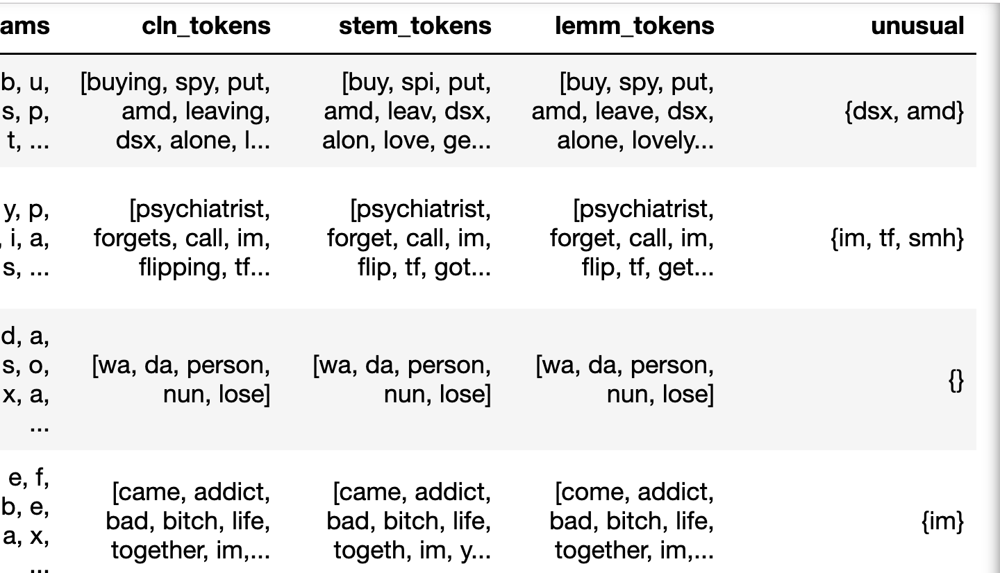 ams cln_tokens stem_tokens lemm_tokens unusual
b, u, [buying, spy, put, [buy, spi, put, [buy, spy, put,
s, p, amd, leaving, amd, leav, dsx, amd, leave, dsx, {dsx, amd}
t, ... dsx, alone, l... alon, love, ge... alone, lovely...
y, p, [psychiatrist, [psychiatrist, [psychiatrist,
, i, a, forgets, call, im, forget, call, im, forget, call, im, {im, tf, smh}
s, ... flipping, tf... flip, tf, got... flip, tf, get...
d, a,
s, o, [wa, da, person, [wa, da, person, [wa, da, person,
{}
x, a, nun, lose] nun, lose] nun, lose]
...
e, f, [came, addict, [came, addict, [come, addict,
b, e, bad, bitch, life, bad, bitch, life, bad, bitch, life, {im}
a, x, together, im,... togeth, im, y... together, im,...
...